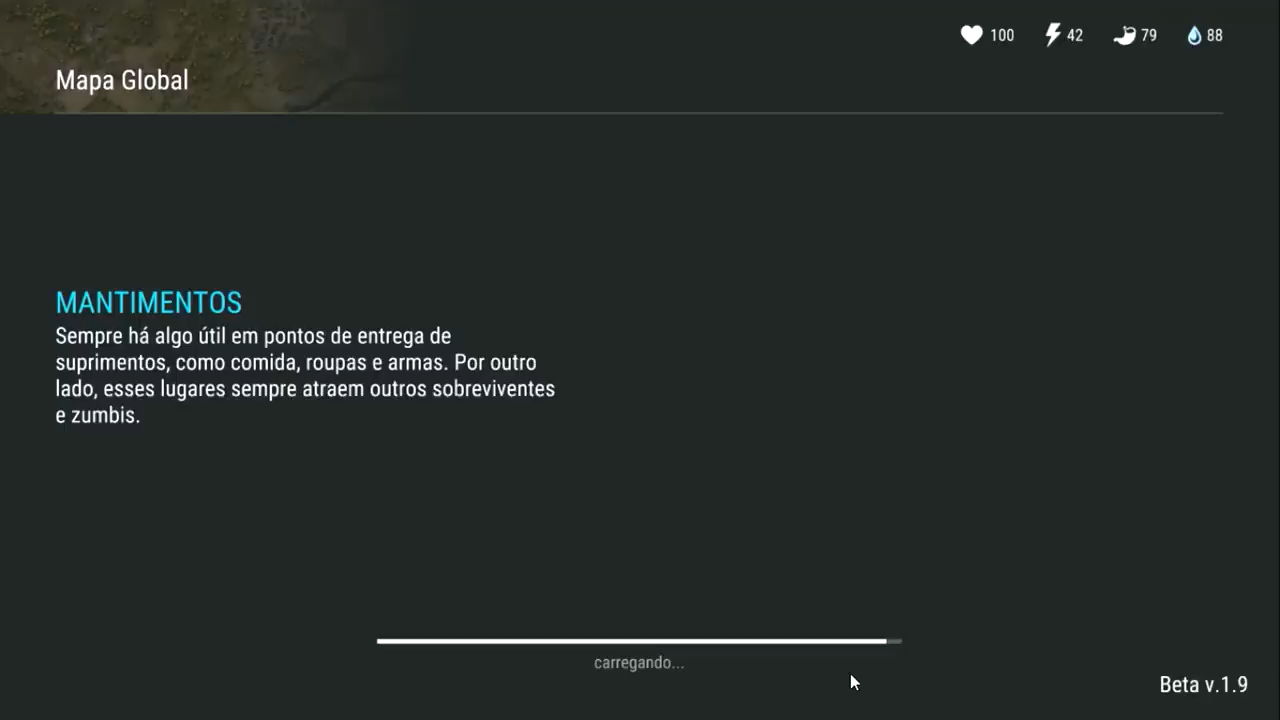 100 42 79 88
Mapa Global
MANTIMENTOS
Sempre há algo útil em pontos de entrega de
suprimentos, como comida, roupas e armas. Por outro
lado, esses lugares sempre atraem outros sobreviventes
e zumbis.
carregando...
Beta v.1.9